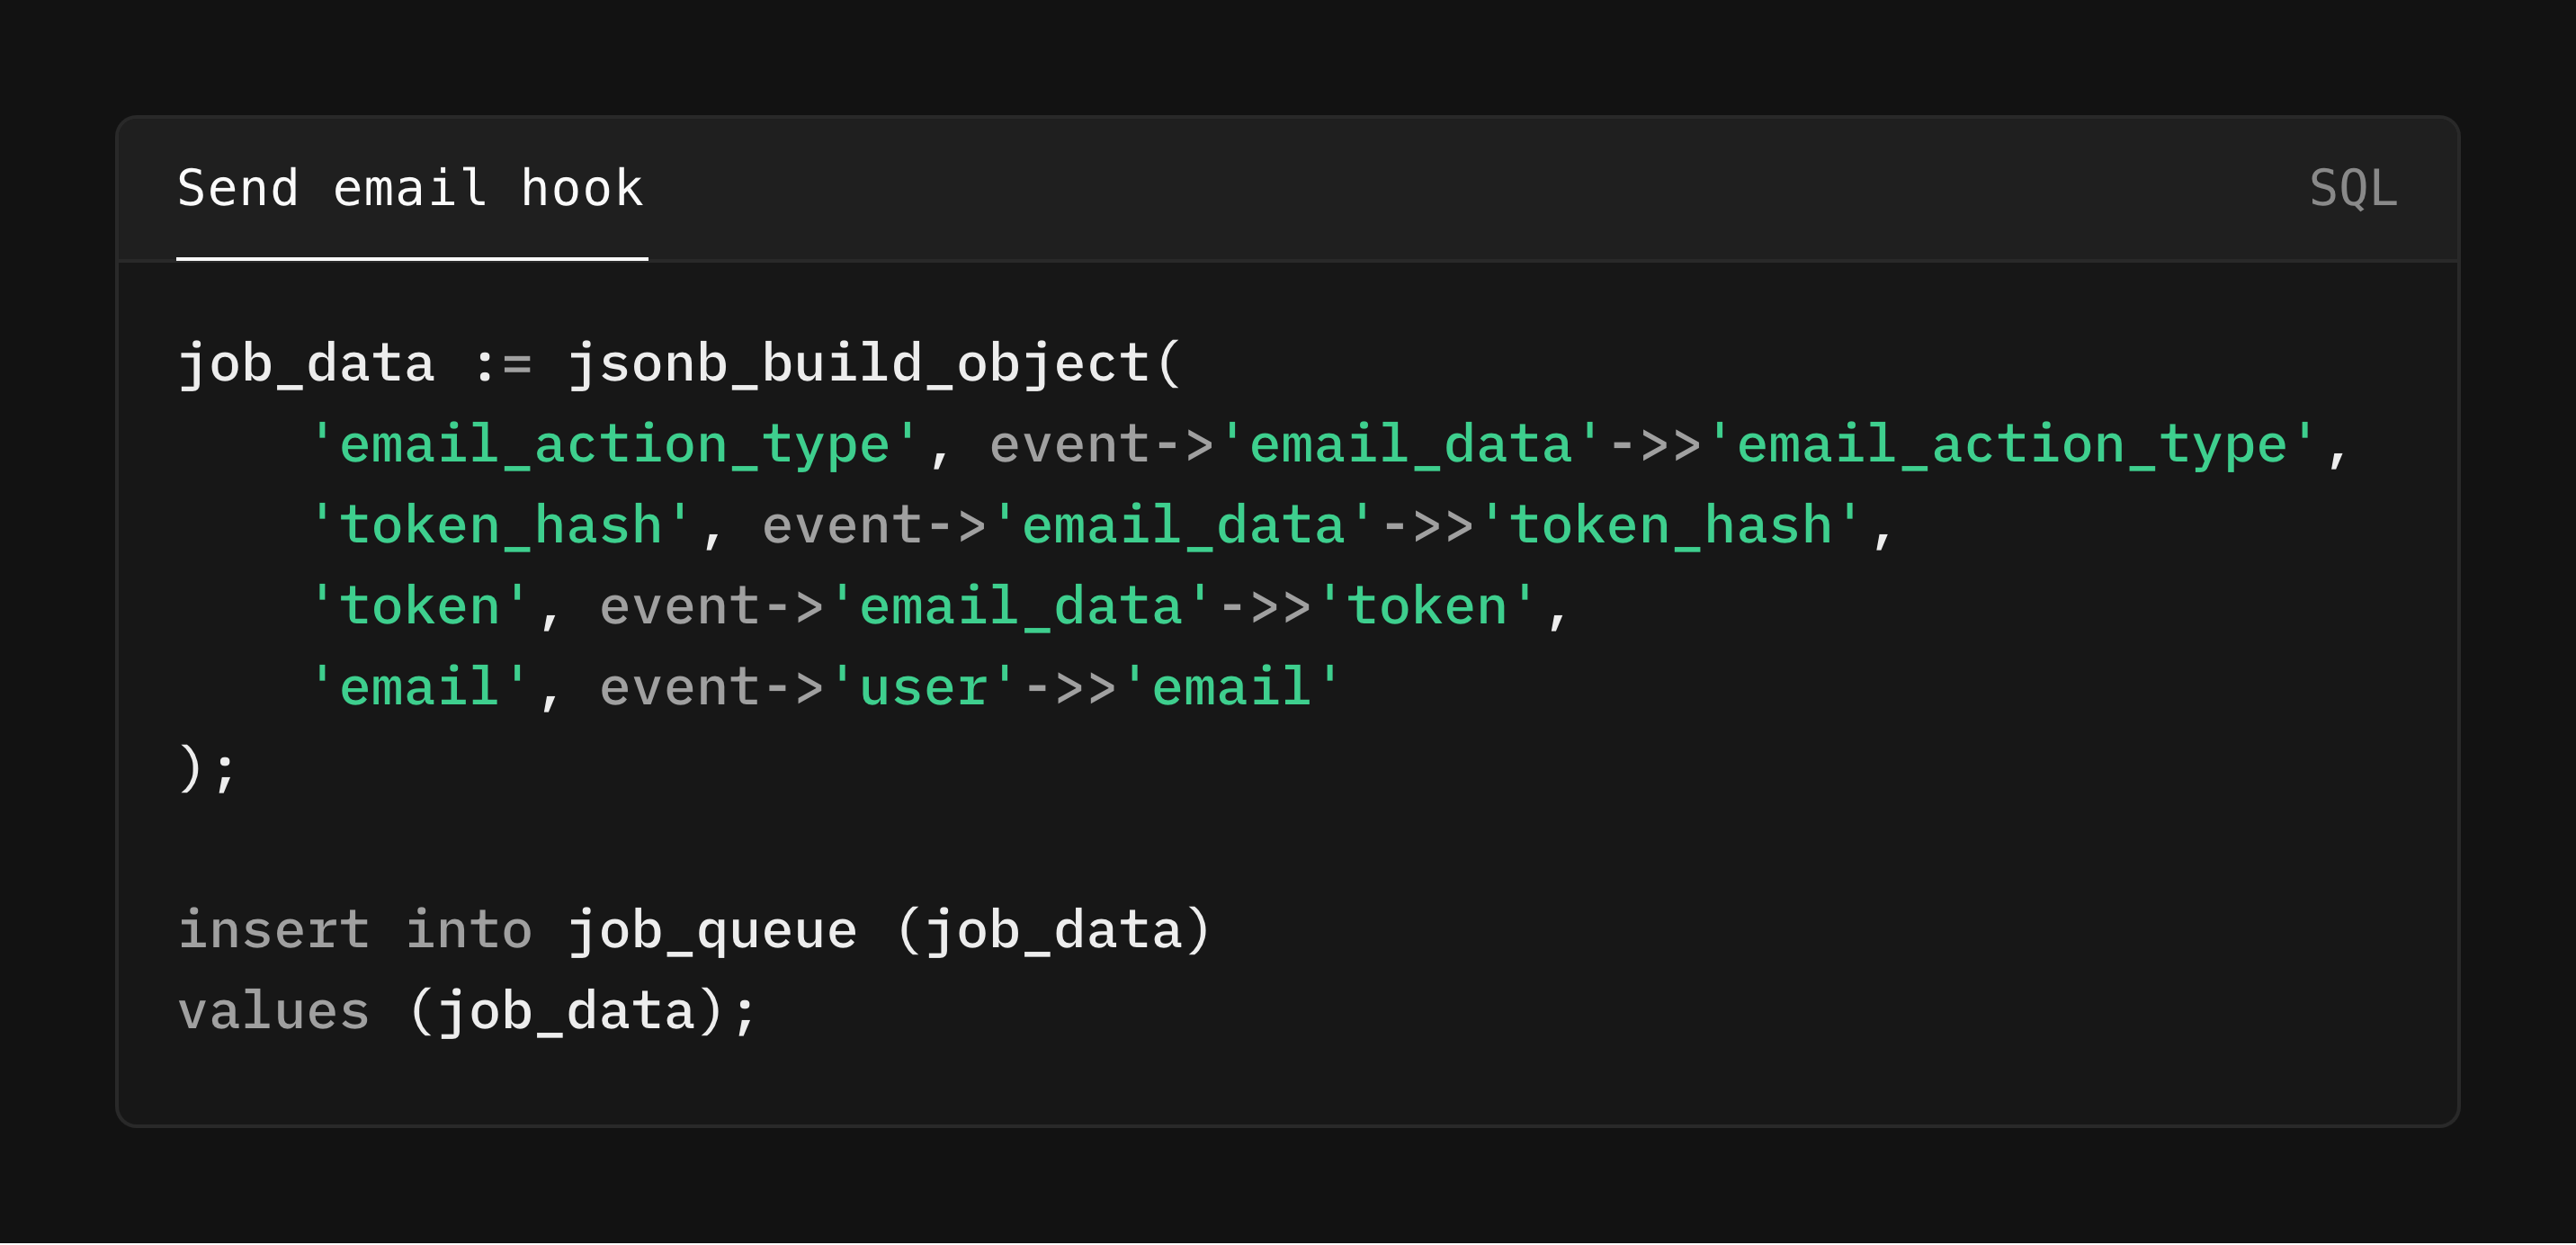 Send email hook
SQL
job_data := jsonb_build_object(
    'email_action_type', event->'email_data'->>'email_action_type',
    'token_hash', event->'email_data'->>'token_hash',
    'token', event->'email_data'->>'token',
    'email', event->'user'->>'email'
);
insert into job_queue (job_data)
values (job_data);